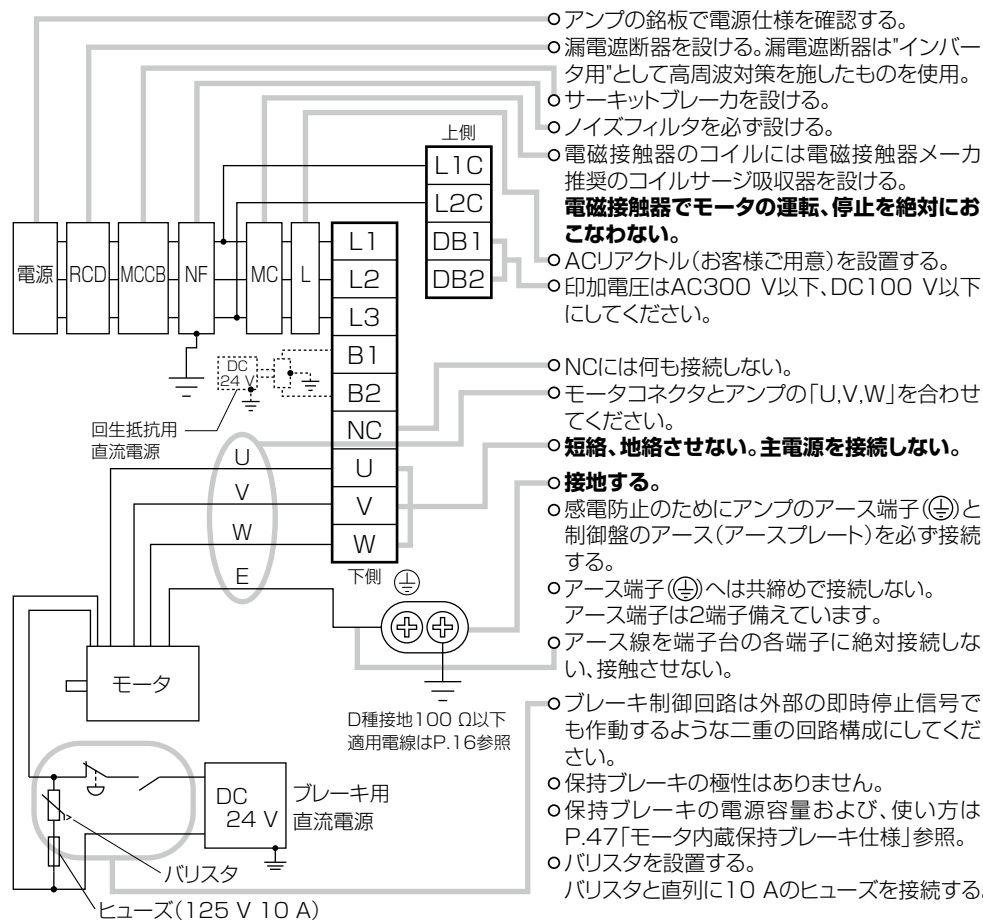 アンプの銘板で電源仕様を確認する。
漏電遮断器を設ける。漏電遮断器は"インバー
タ用"として高周波対策を施したものを使用。
サーキットブレーカを設ける。
ノイズフィルタを必ず設ける。
電磁接触器のコイルには電磁接触器メーカ
推奨のコイルサージ吸収器を設ける。
電磁接触器でモータの運転、停止を絶対にお
こなわない。
ACリアクトル(お客様ご用意)を設置する。
印加電圧はAC300 V以下、DC100 V以下
にしてください。
上側
L1C
L2C
DB1
DB2
電源
RCD
MCCB
NF
MC
L
L1
L2
L3
B1
B2
NC
U
V
W
下側
DC
24 V
回生抵抗用
直流電源
U
V
W
E
NCには何も接続しない。
モータコネクタとアンプの「U,V,W」を合わせ
てください。
短絡、地絡させない。主電源を接続しない。
接地する。
感電防止のためにアンプのアース端子(⏚)と
制御盤のアース(アースプレート)を必ず接続
する。
アース端子(⏚)へは共締めで接続しない。
アース端子は2端子備えています。
アース線を端子台の各端子に絶対接続しな
い、接触させない。
モータ
D種接地100 Ω以下
適用電線はP.16参照
ブレーキ制御回路は外部の即時停止信号で
も作動するような二重の回路構成にしてくだ
さい。
保持ブレーキの極性はありません。
保持ブレーキの電源容量および、使い方は
P.47「モータ内蔵保持ブレーキ仕様」参照。
バリスタを設置する。
バリスタと直列に10 Aのヒューズを接続する。
DC
24 V
ブレーキ用
直流電源
バリスタ
ヒューズ(125 V 10 A)